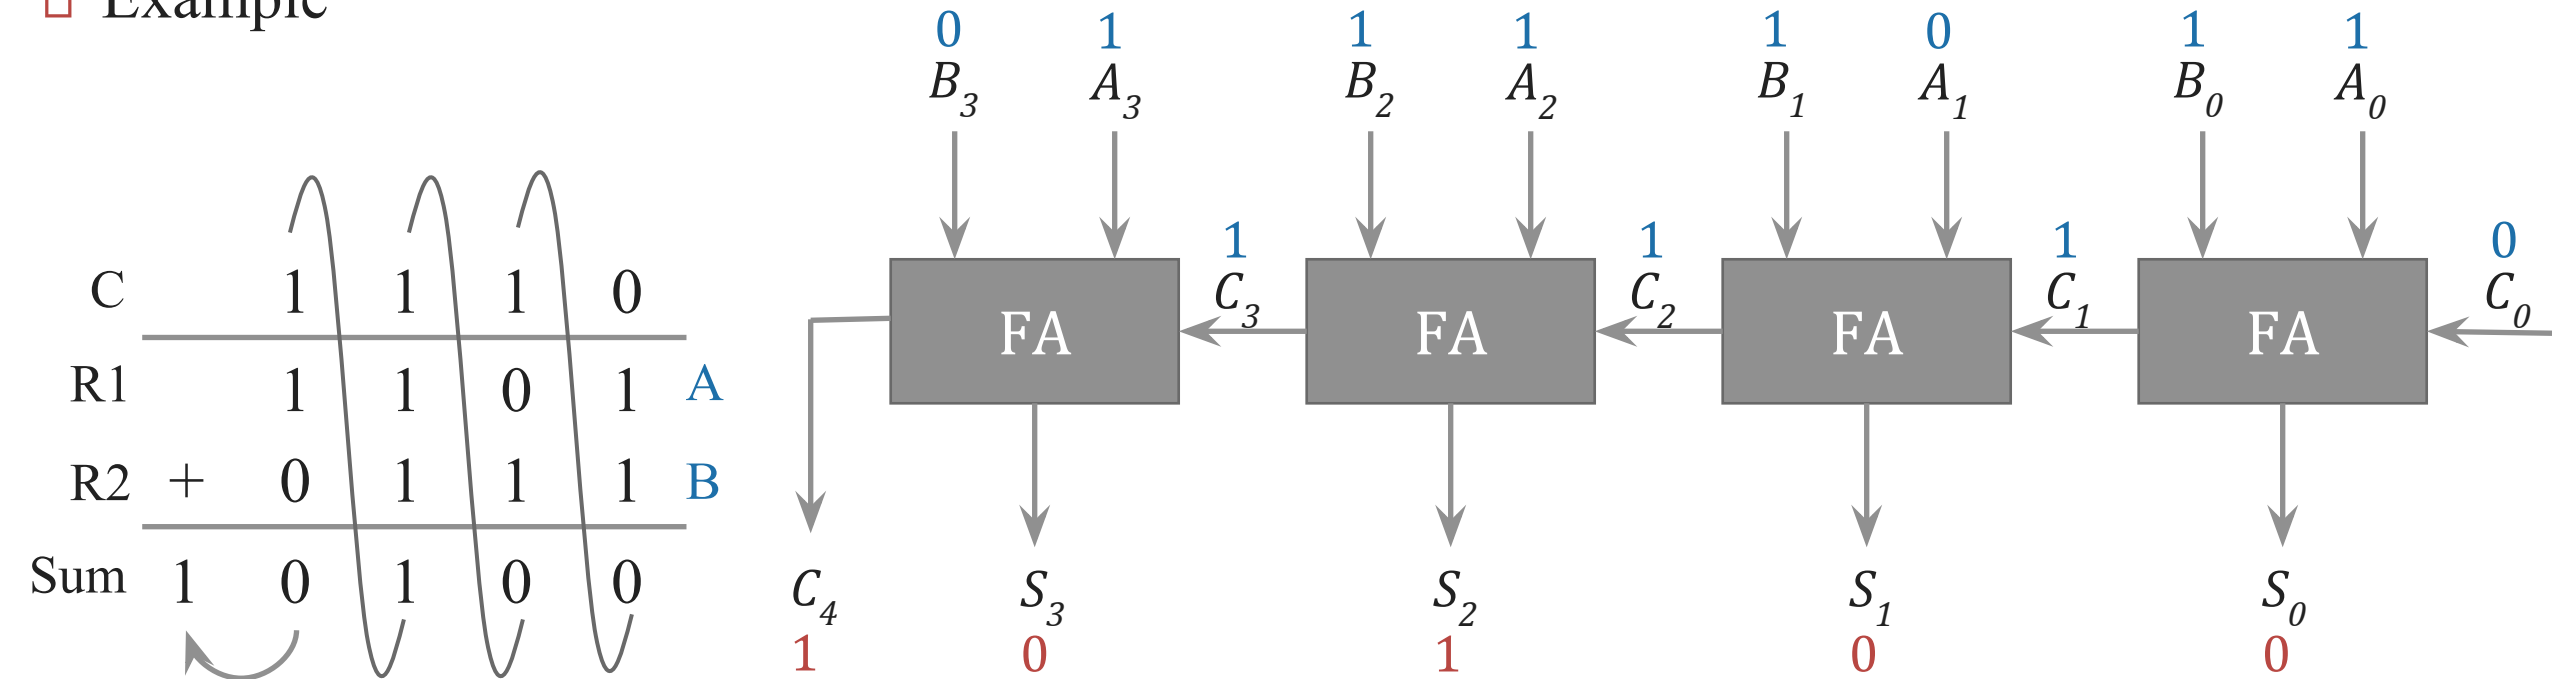 Example
0 1 1 1 1 0 1 1
B3 A3 B2 A2 B1 A1 B0 A0
1 1 1 0
C3 C2 C1 C0
FA FA FA FA
C 1 1 1 0
R1 1 1 0 1 A
R2 + 0 1 1 1 B
Sum 1 0 1 0 0
C4 S3 S2 S1 S0
1 0 1 0 0